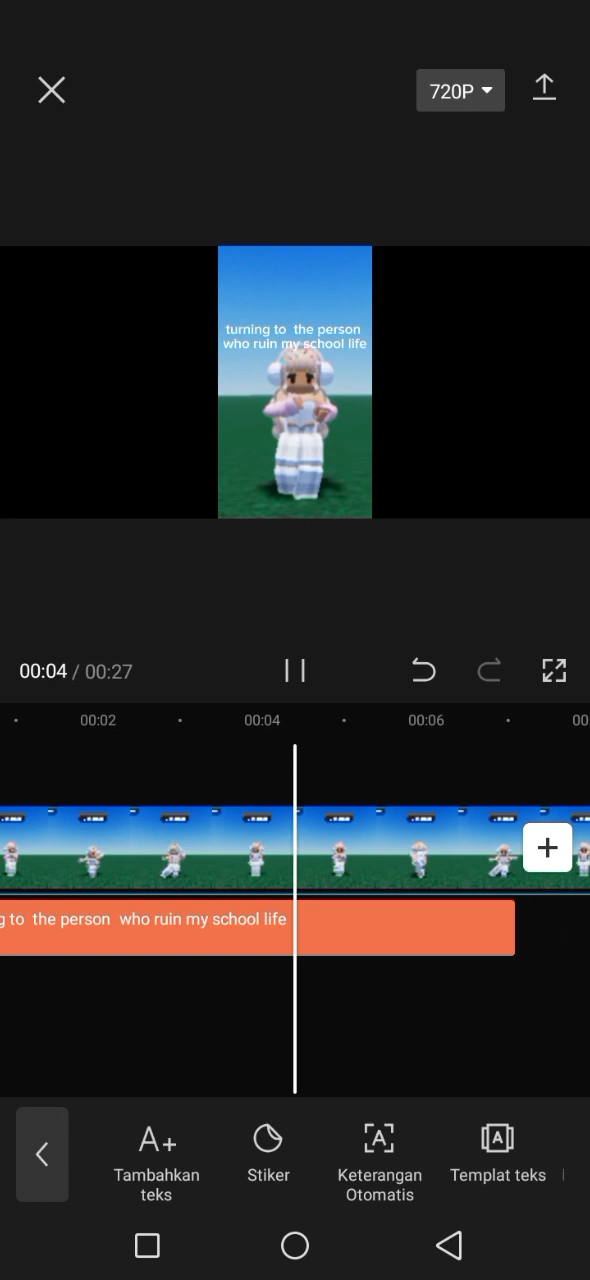 720P
turning to  the person
who ruin my school life
00:04 / 00:27
00:02
00:04
00:06
00
g to  the person  who ruin my school life
Tambahkan
teks
Stiker
Keterangan
Otomatis
Templat teks